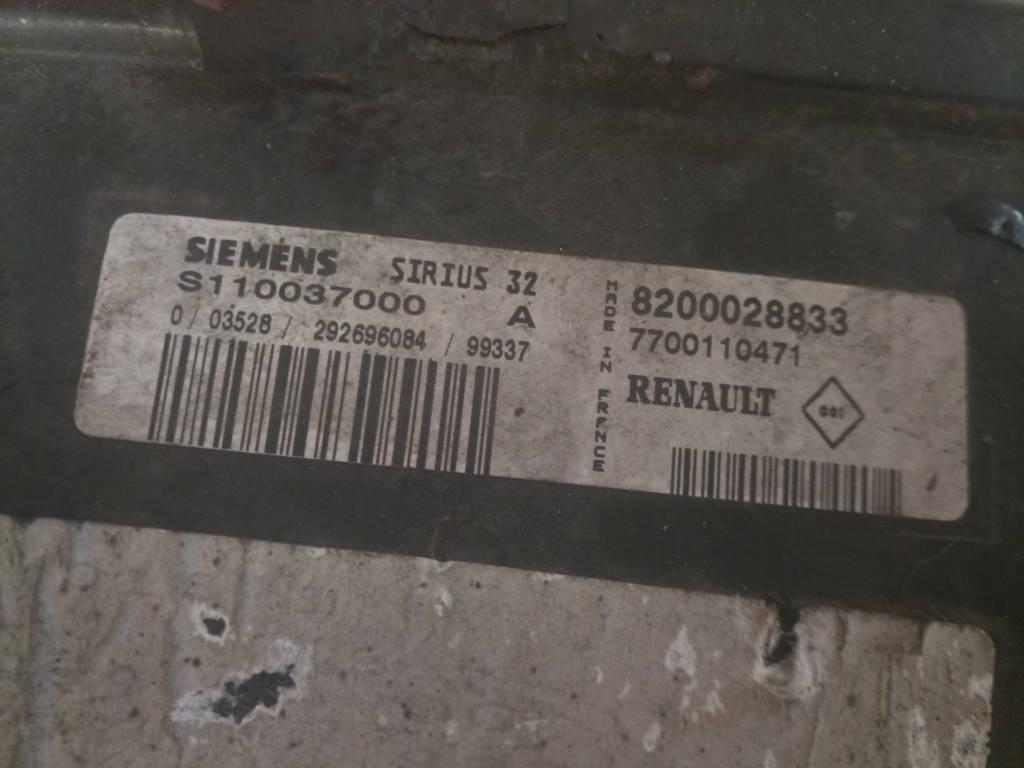 SIEMENS SIRIUS 32
S110037000 A
0 / 03528 / 292696084 / 99337
MADE IN FRANCE
8200028833
7700110471
RENAULT